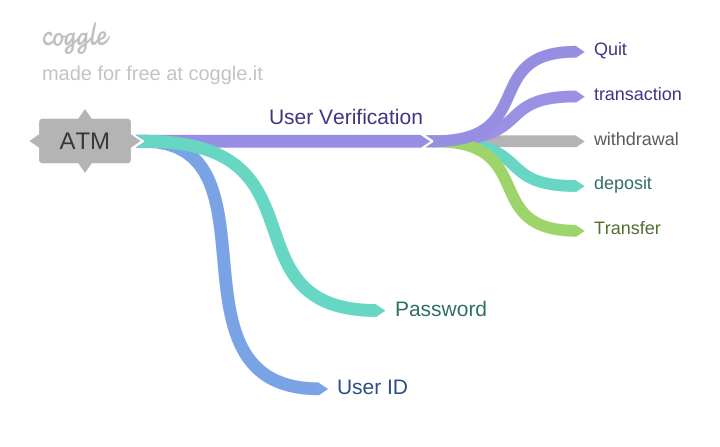 coggle
made for free at coggle.it
ATM
User Verification
Quit
transaction
withdrawal
deposit
Transfer
Password
User ID